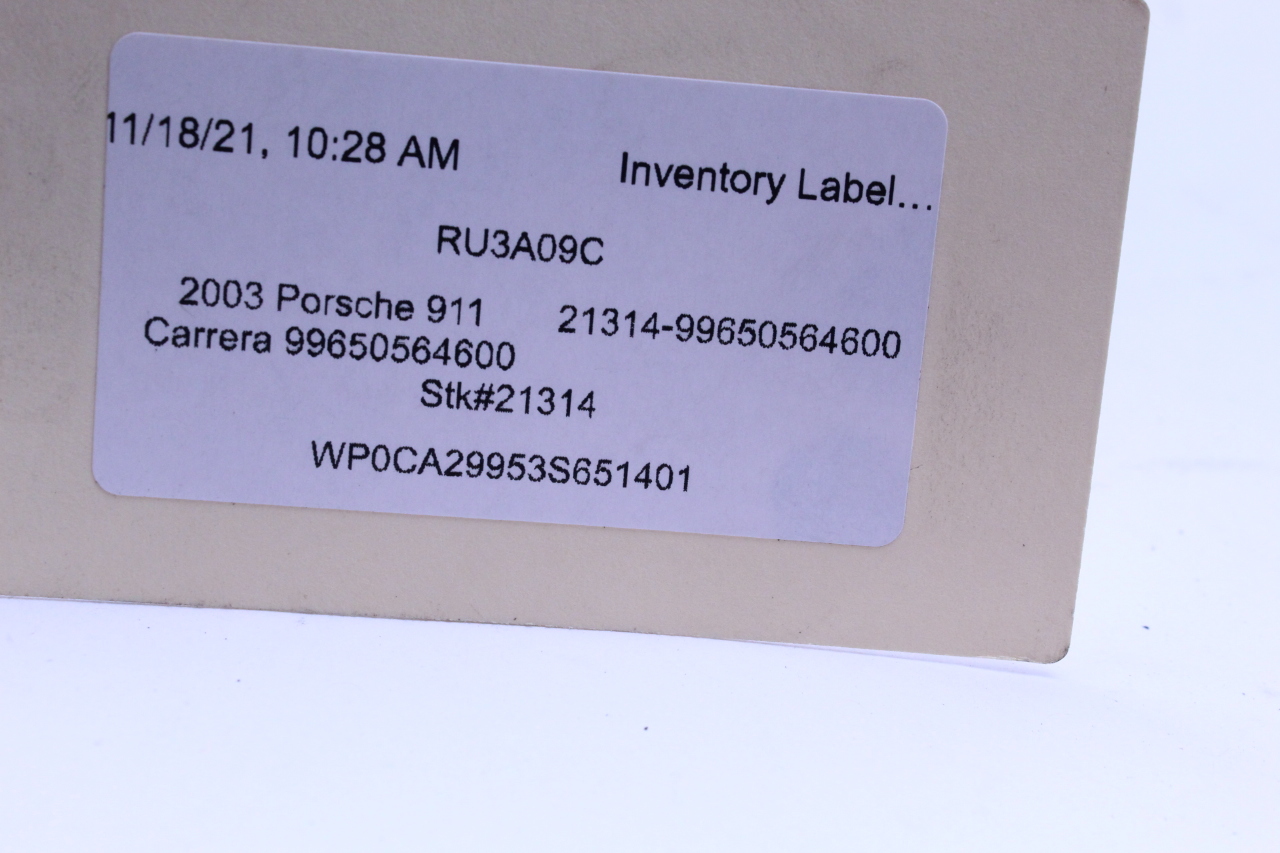 11/18/21, 10:28 AM Inventory Label...
RU3A09C
2003 Porsche 911 21314-99650564600
Carrera 99650564600
Stk#21314
WP0CA29953S651401